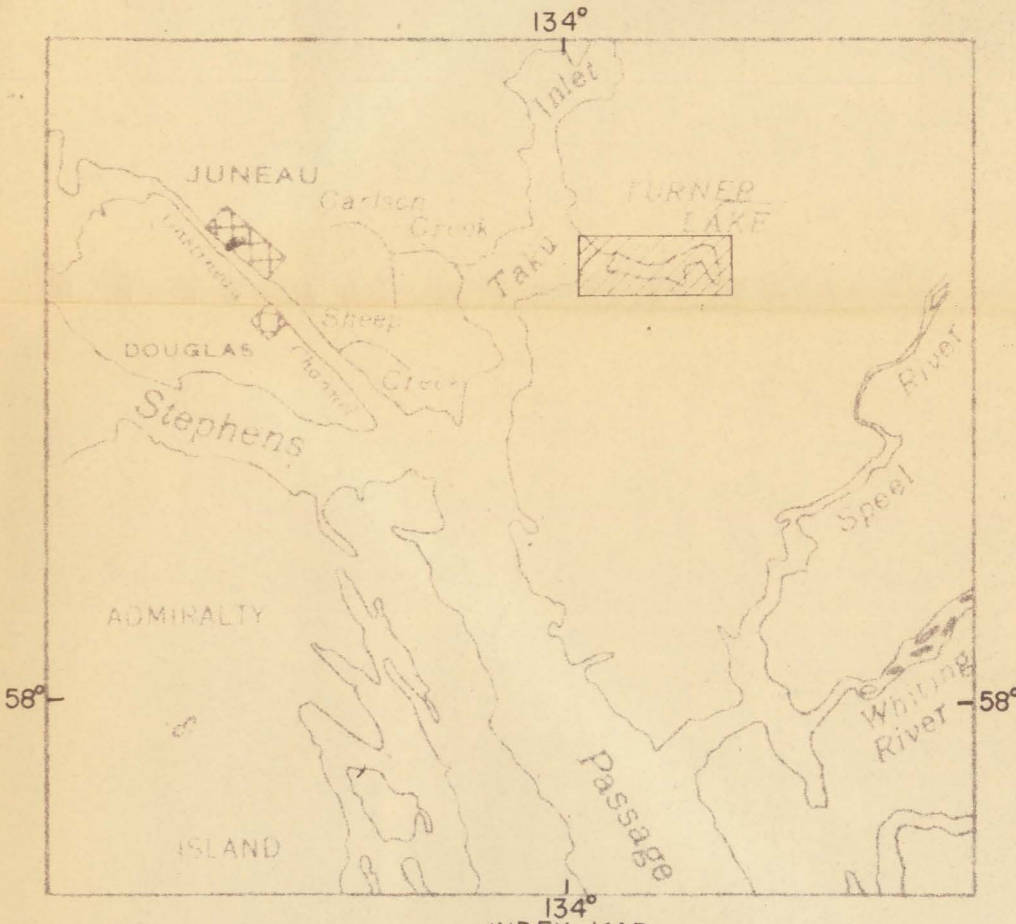 134°
Inlet
JUNEAU
Carlson
Creek
TURNER
LAKE
Taku
Gastineau
Channel
Sheep
Creek
DOUGLAS
Stephens
River
Speel
ADMIRALTY
58°
58°
Whiting
River
Passage
ISLAND
134°
INDEX MAP